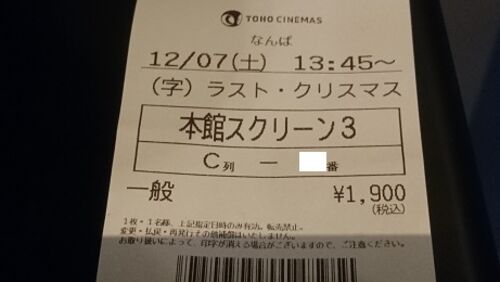 TOHO CINEMAS
なんば
12/07(土) 13:45~
(字) ラスト・クリスマス
本館スクリーン3
C列 ー 番
一般 ¥1,900
(税込)
1枚・1名様、上記指定日時のみ有効。転売禁止。
変更・払戻・再発行その他補償はいたしません。
お取り扱いによって、印字が消える場合がございますので、ご注意ください。